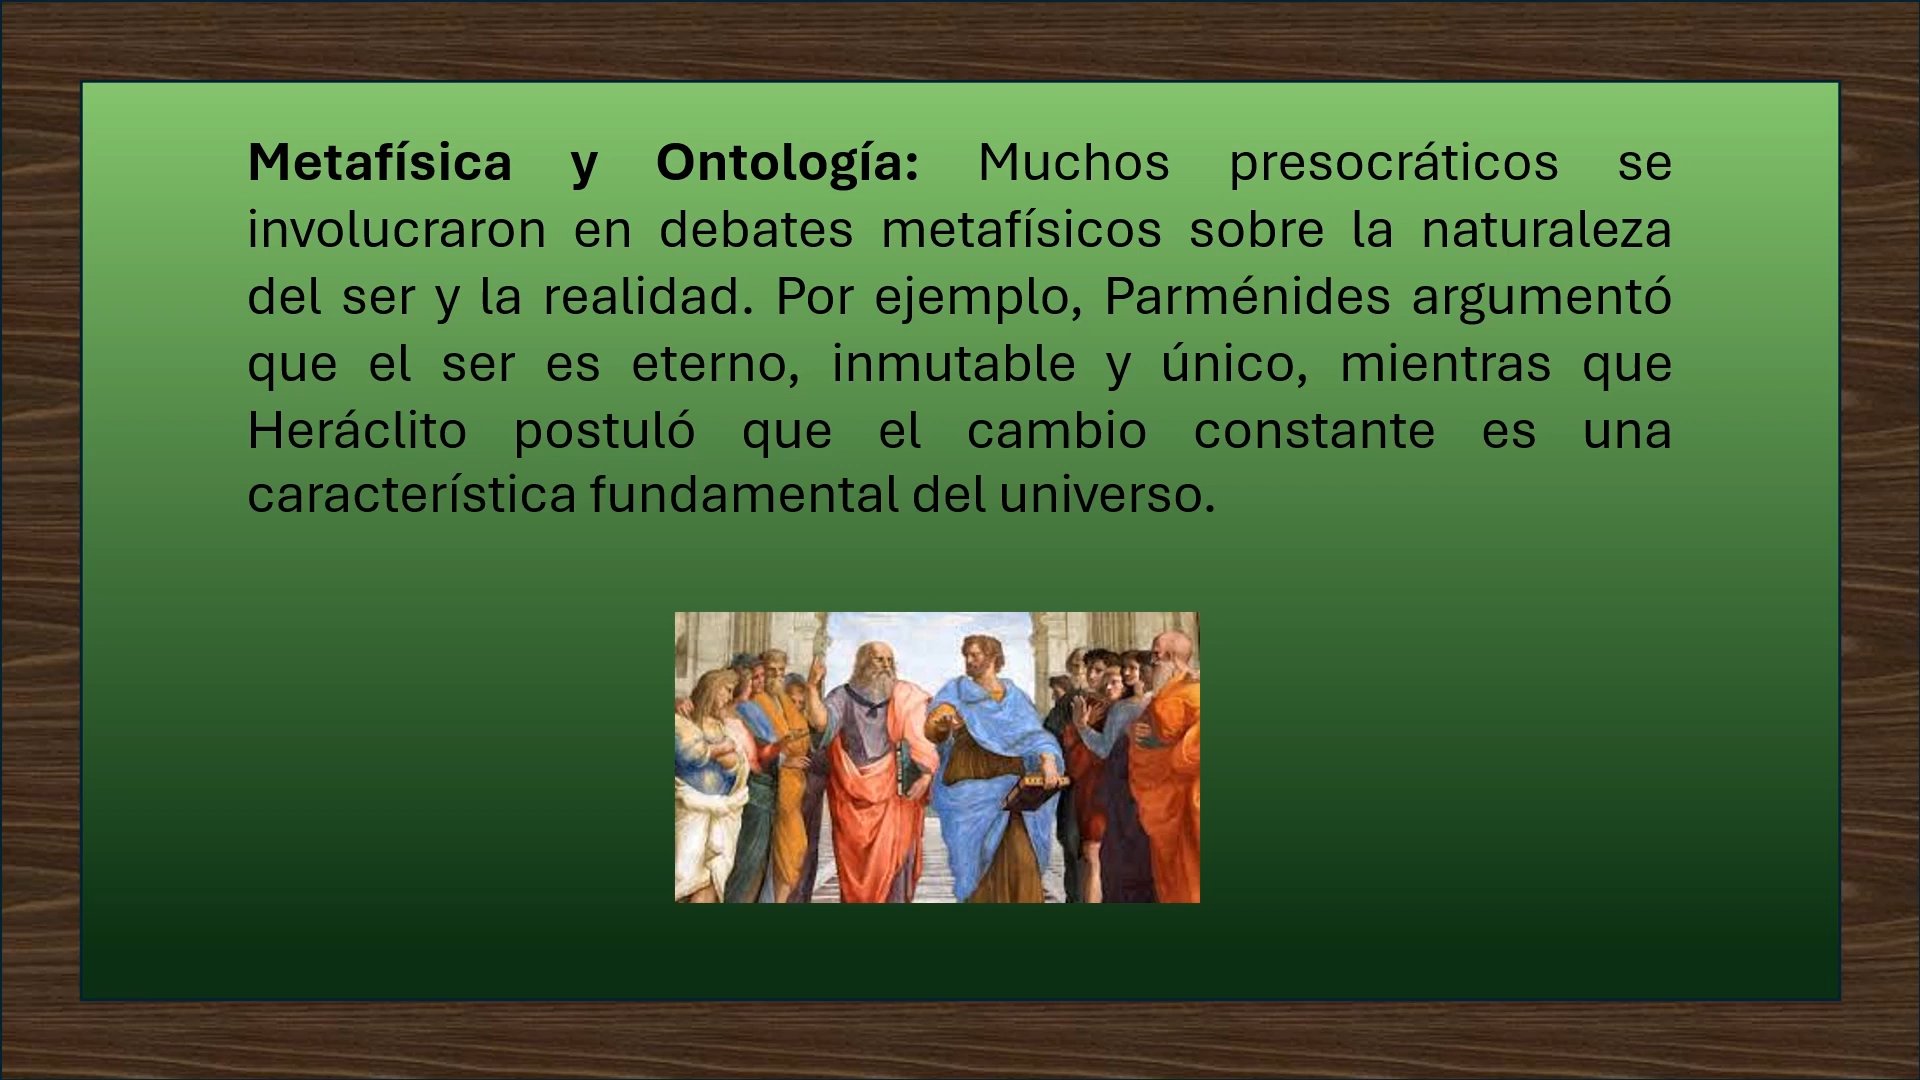 Metafísica y Ontología: Muchos presocráticos se
involucraron en debates metafísicos sobre la naturaleza
del ser y la realidad. Por ejemplo, Parménides argumentó
que el ser es eterno, inmutable y único, mientras que
Heráclito postuló que el cambio constante es una
característica fundamental del universo.